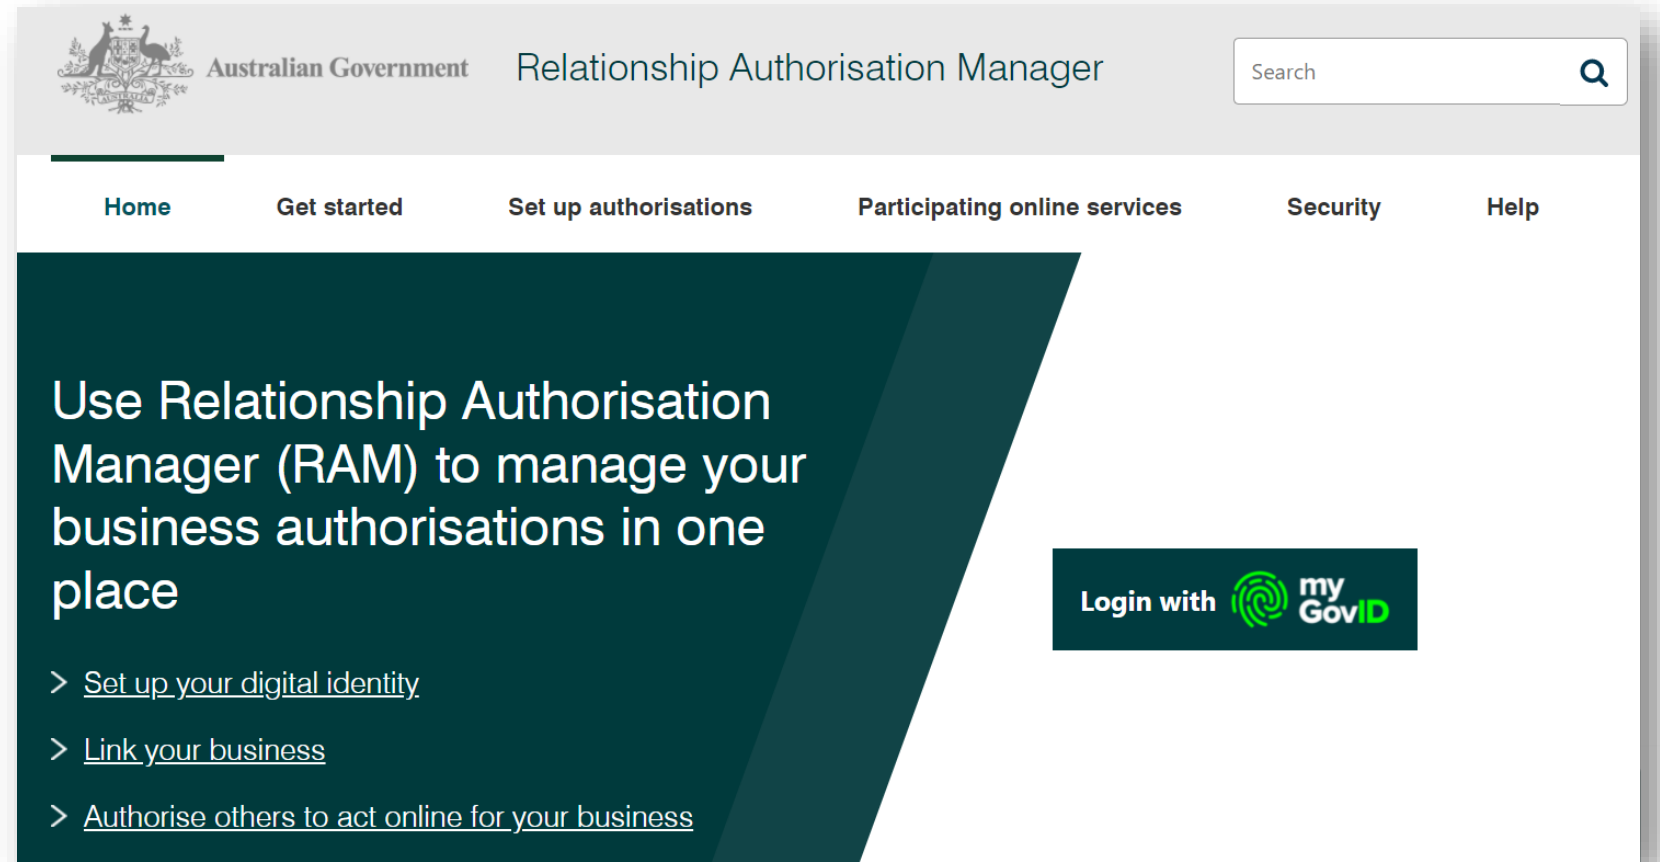 AUSTRALIA
Australian Government
Relationship Authorisation Manager
Search
Home
Get started
Set up authorisations
Participating online services
Security
Help
Use Relationship Authorisation
Manager (RAM) to manage your
business authorisations in one
place
Set up your digital identity
Link your business
Authorise others to act online for your business
Login with
my
GovID